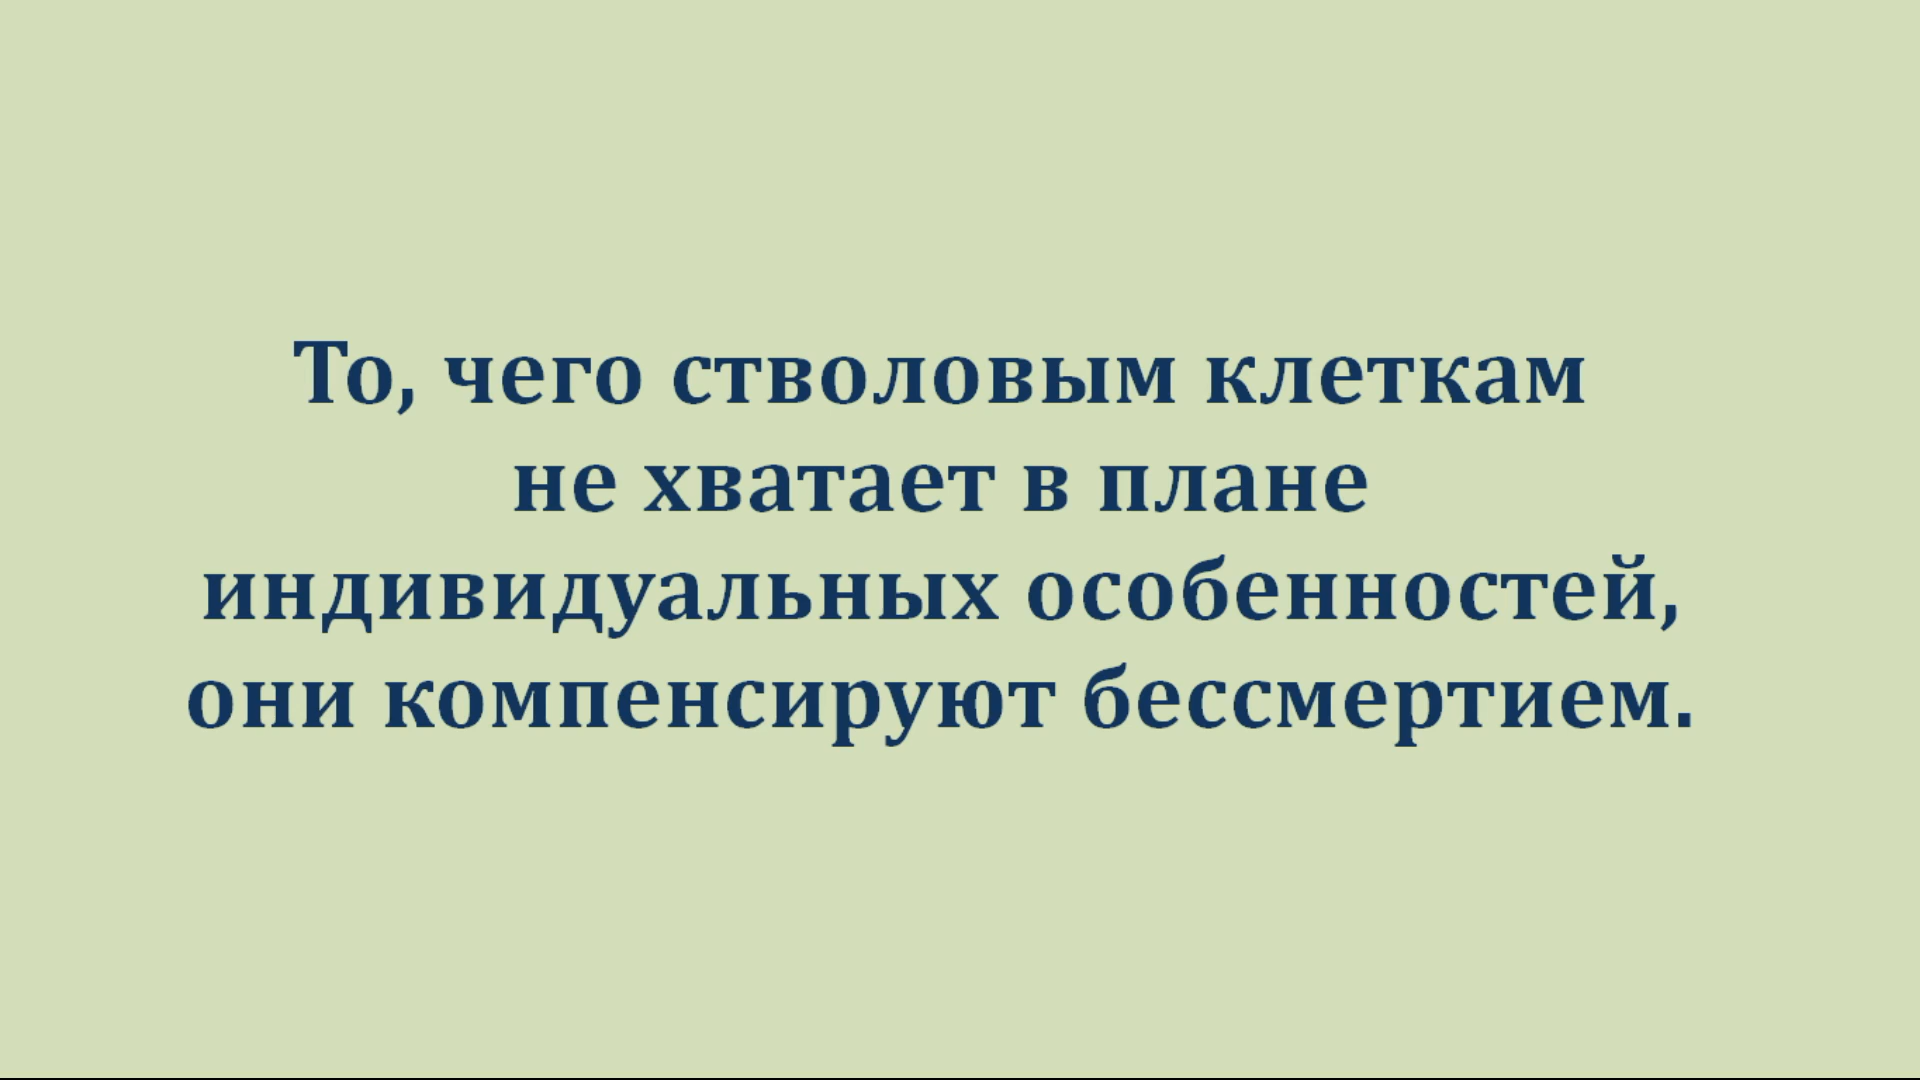 То, чего стволовым клеткам
не хватает в плане
индивидуальных особенностей,
они компенсируют бессмертием.